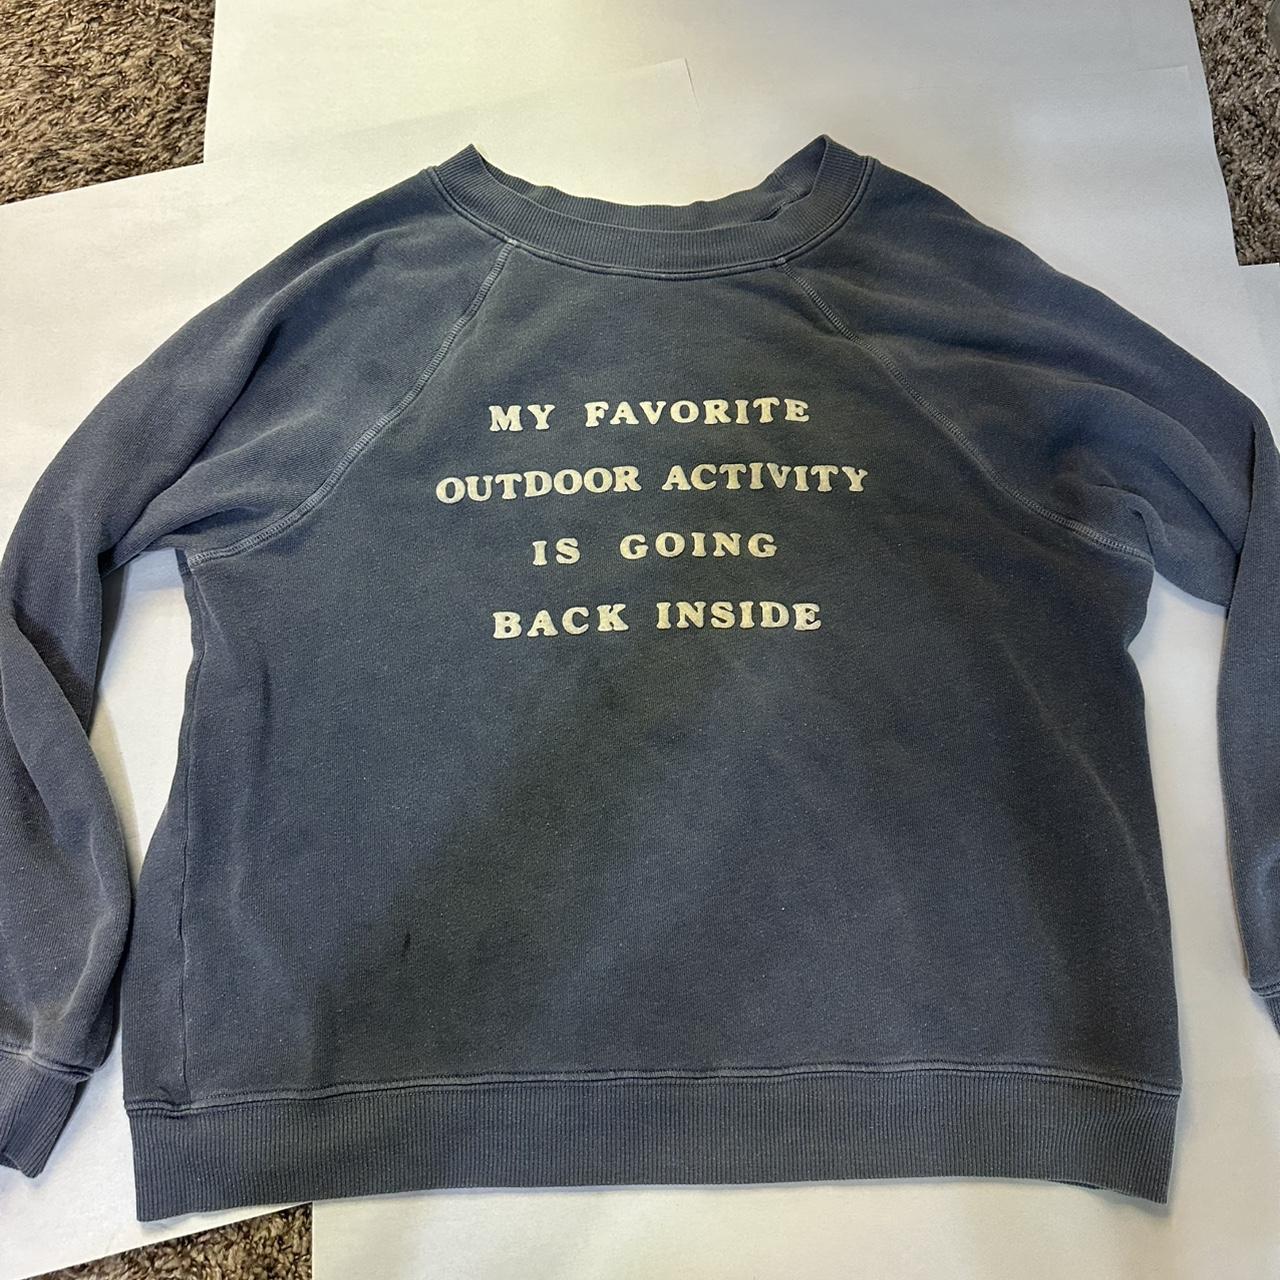 MY FAVORITE
OUTDOOR ACTIVITY
IS GOING
BACK INSIDE